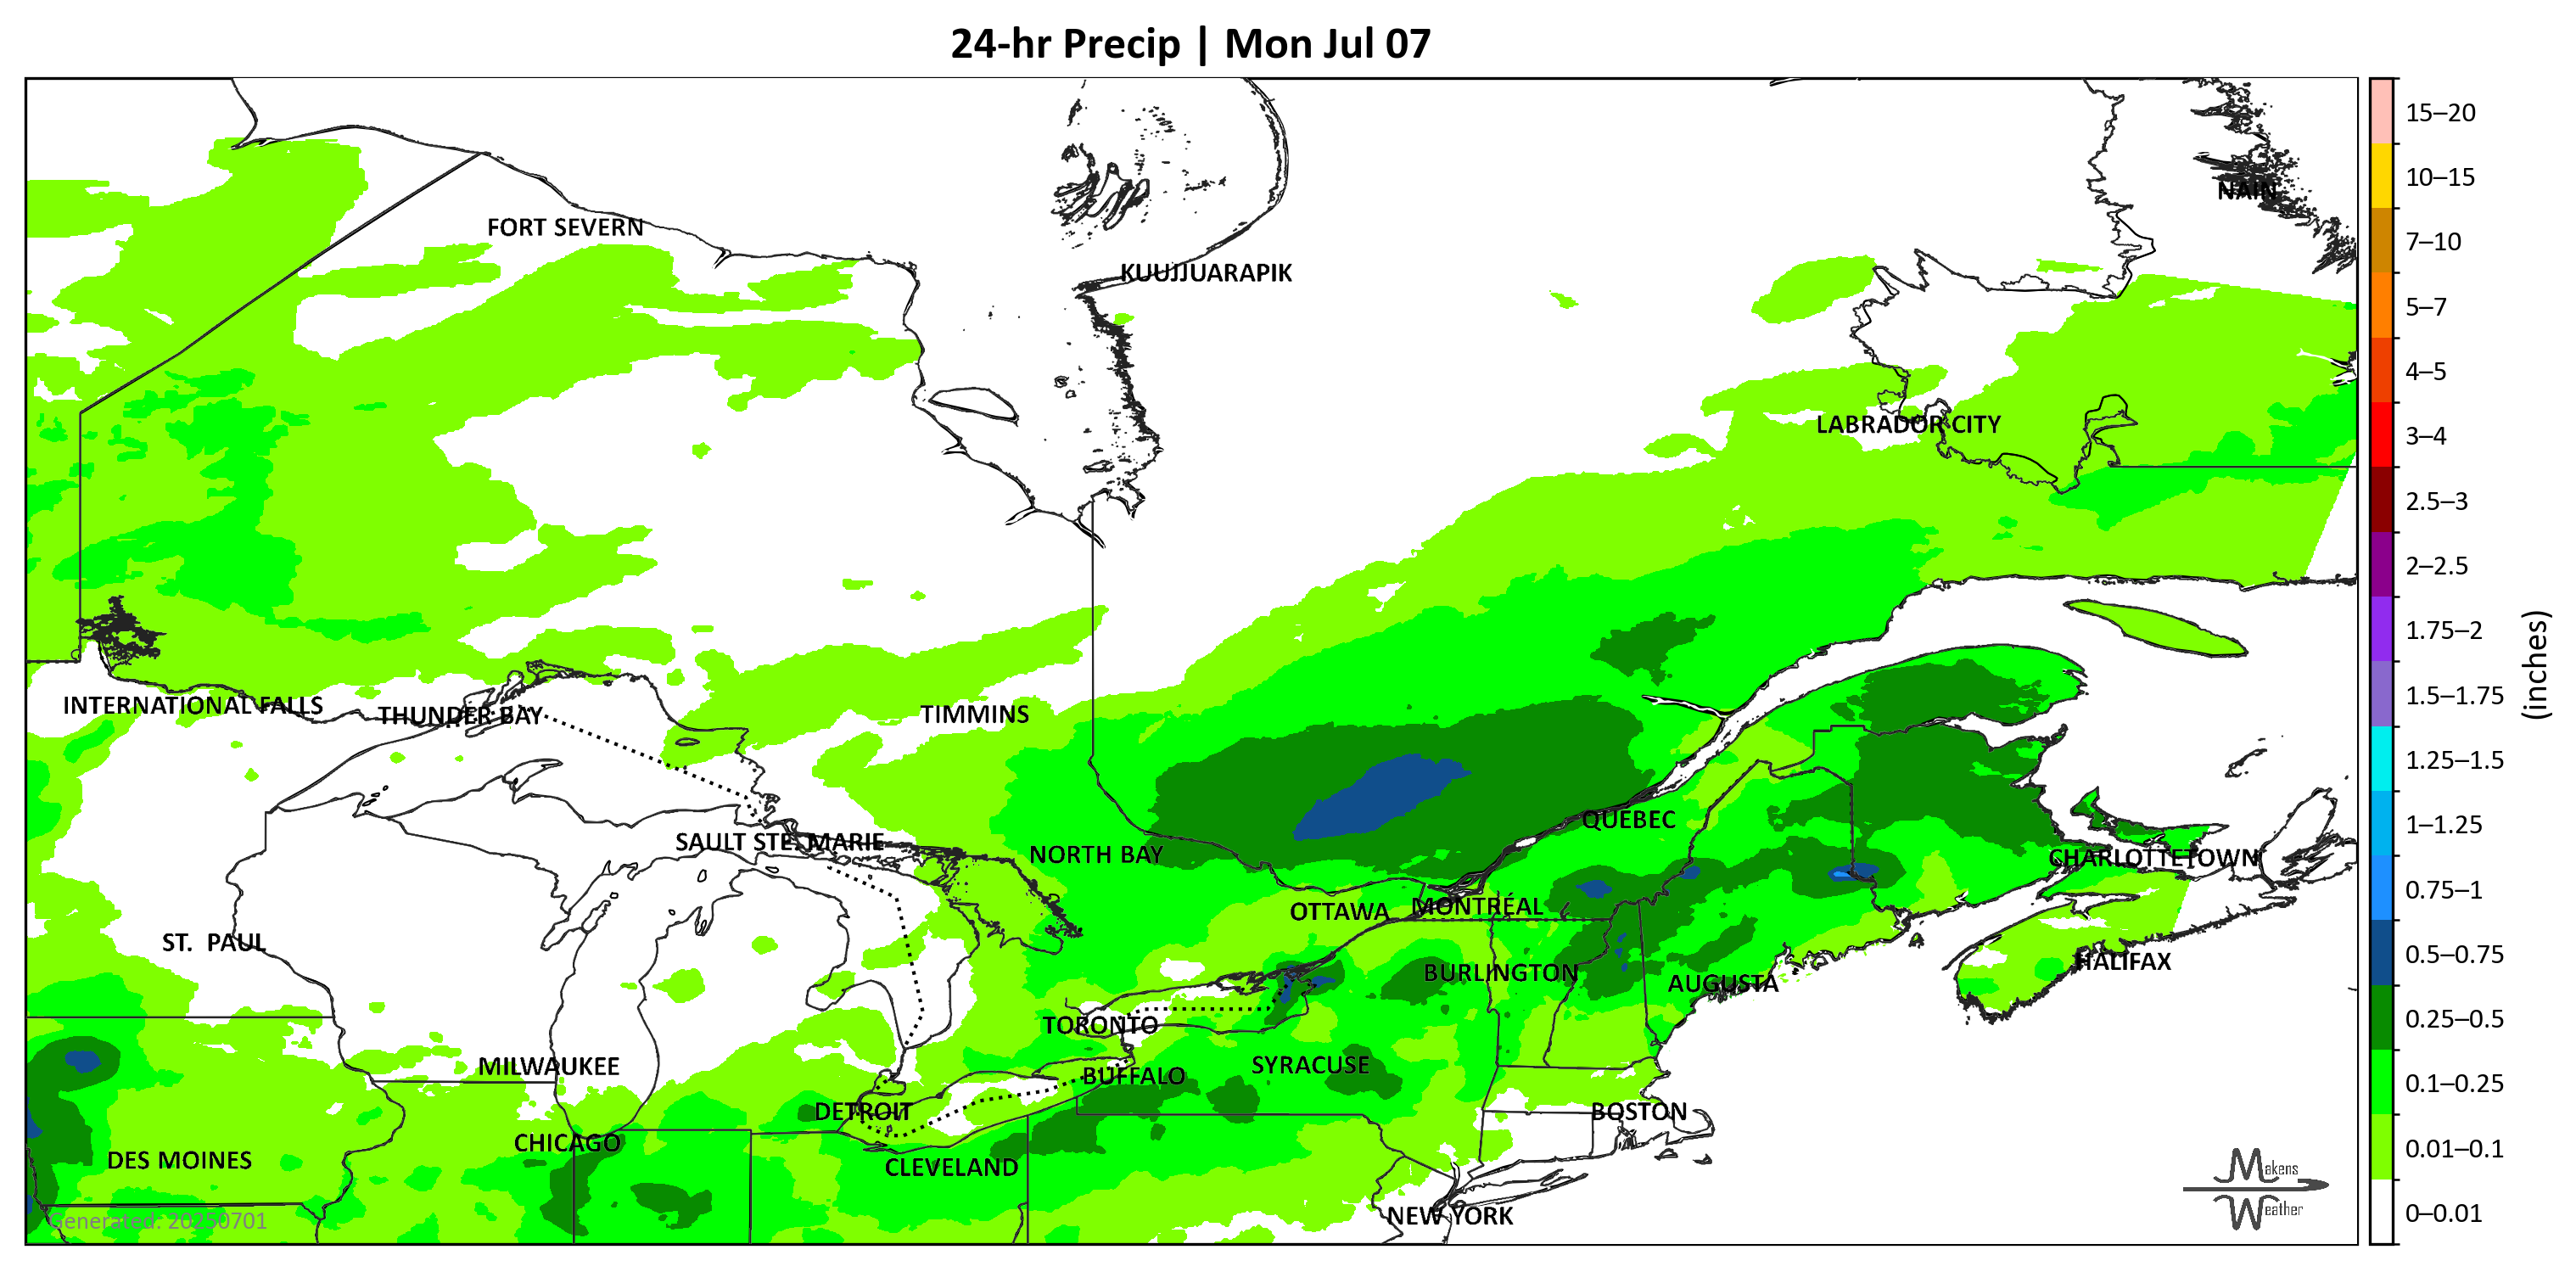 24-hr Precip | Mon Jul 07
15–20
10–15
NAIN
FORT SEVERN
7–10
KUUJJUARAPIK
5–7
4–5
LABRADOR CITY
3–4
2.5–3
2–2.5
1.75–2
(inches)
1.5–1.75
INTERNATIONAL FALLS
THUNDER BAY
TIMMINS
1.25–1.5
QUEBEC
1–1.25
SAULT STE. MARIE
NORTH BAY
CHARLOTTETOWN
0.75–1
OTTAWA
MONTRÉAL
ST. PAUL
0.5–0.75
HALIFAX
BURLINGTON
AUGUSTA
0.25–0.5
TORONTO
MILWAUKEE
SYRACUSE
BUFFALO
0.1–0.25
DETROIT
BOSTON
CHICAGO
0.01–0.1
DES MOINES
CLEVELAND
Makens
Weather
NEW YORK
0–0.01
Generated: 20250701